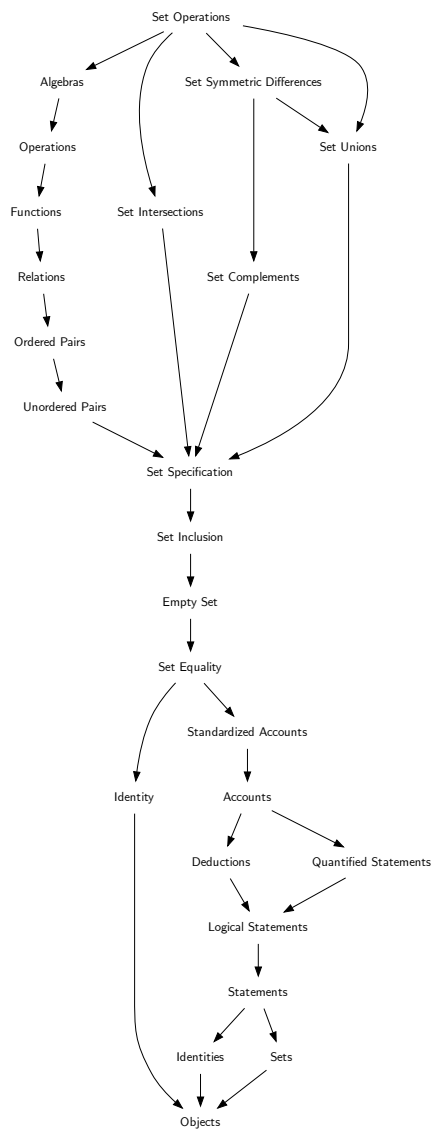 Set Operations
Algebras
Set Symmetric Differences
Operations
Set Unions
Functions
Set Intersections
Relations
Set Complements
Ordered Pairs
Unordered Pairs
Set Specification
Set Inclusion
Empty Set
Set Equality
Standardized Accounts
Identity
Accounts
Deductions
Quantified Statements
Logical Statements
Statements
Identities
Sets
Objects